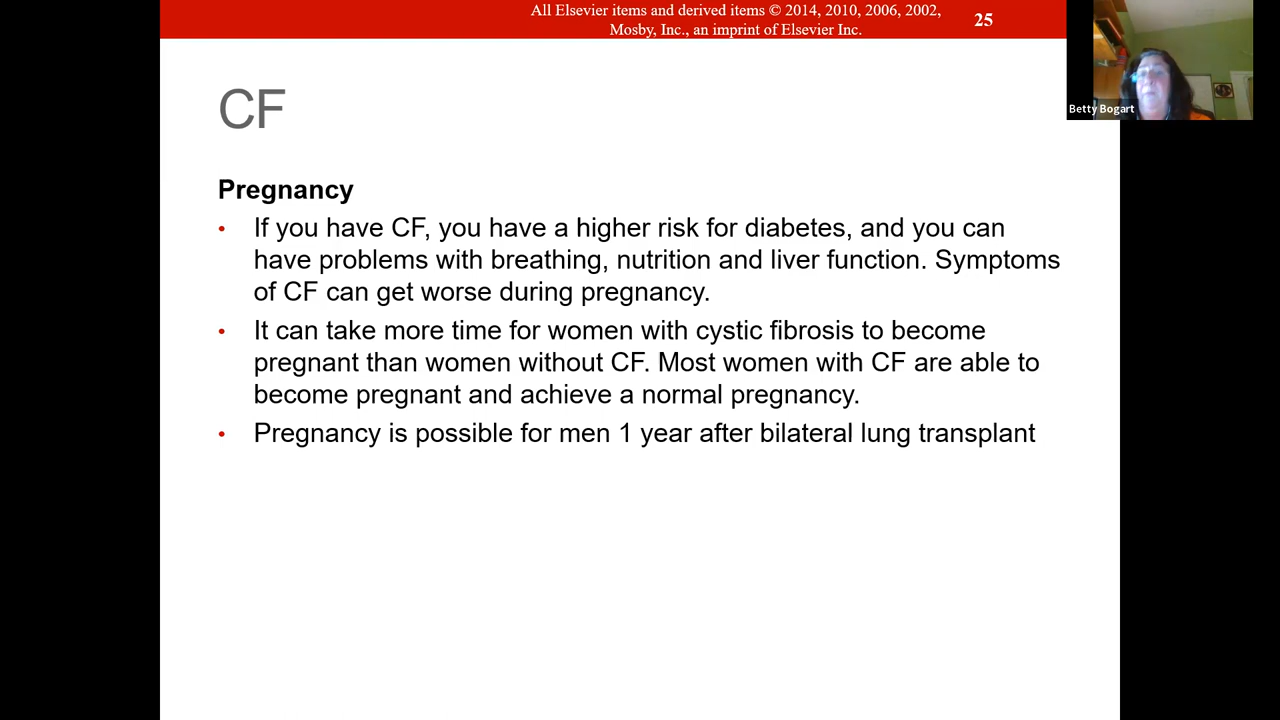 All Elsevier items and derived items © 2014, 2010, 2006, 2002,
Mosby, Inc., an imprint of Elsevier Inc.
25
Betty Bogart
CF
Pregnancy
• If you have CF, you have a higher risk for diabetes, and you can
have problems with breathing, nutrition and liver function. Symptoms
of CF can get worse during pregnancy.
• It can take more time for women with cystic fibrosis to become
pregnant than women without CF. Most women with CF are able to
become pregnant and achieve a normal pregnancy.
• Pregnancy is possible for men 1 year after bilateral lung transplant